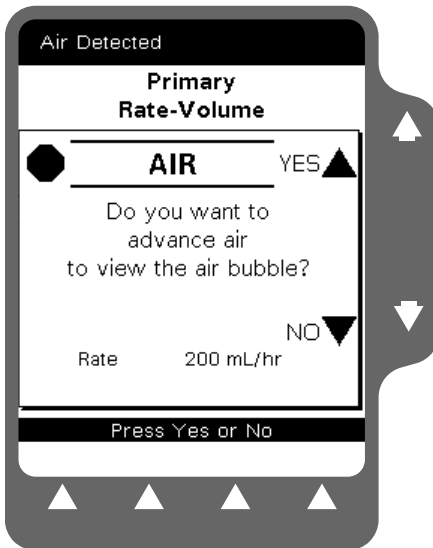 Air Detected
Primary
Rate-Volume
AIR YES
Do you want to
advance air
to view the air bubble?
NO
Rate 200 mL/hr
Press Yes or No